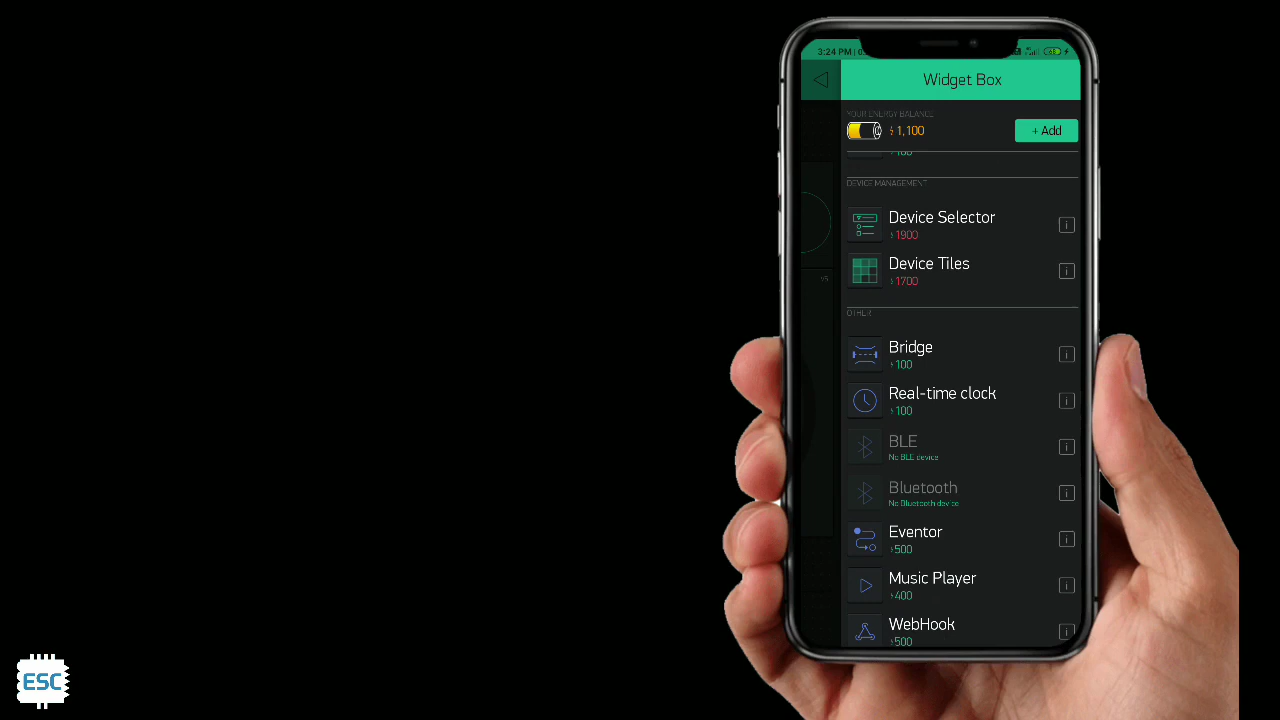 3:24 PM
Widget Box
YOUR ENERGY BALANCE
1,100
+ Add
100
DEVICE MANAGEMENT
Device Selector
1900
Device Tiles
1700
V5
OTHER
Bridge
100
Real-time clock
100
BLE
No BLE device
Bluetooth
No Bluetooth device
Eventor
500
Music Player
400
WebHook
500
ESC